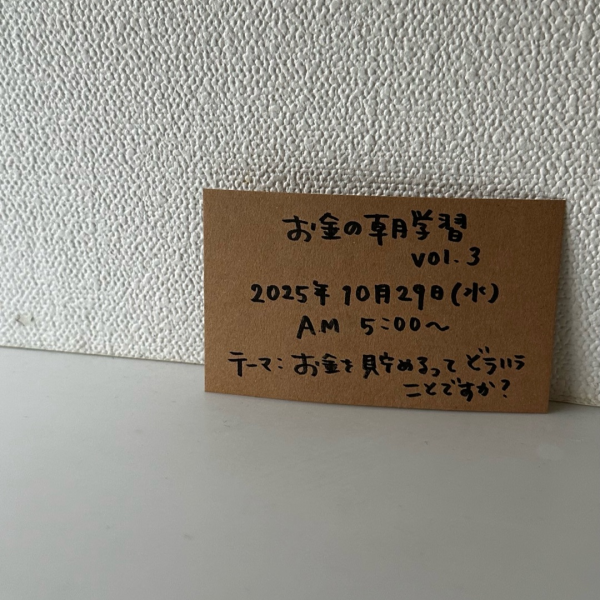 お金の朝学習
vol.3
2025年10月29日(水)
AM 5:00〜
テーマ:お金を貯めるってどういう
ことですか?